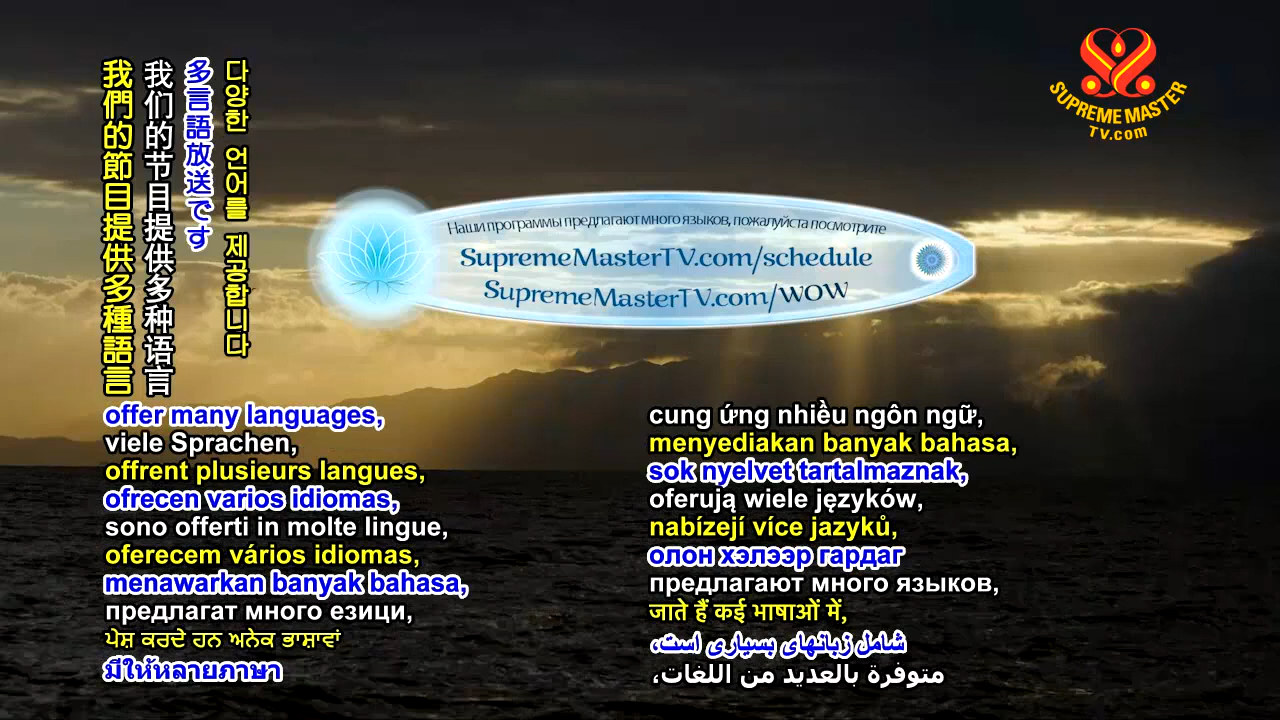 我們的節目提供多種語言
我们的节目提供多种语言
多言語放送です
다양한 언어를 제공합니다
SUPREME MASTER
TV.com
Наши программы предлагают много языков, пожалуйста посмотрите
SupremeMasterTV.com/schedule
SupremeMasterTV.com/WOW
offer many languages,
viele Sprachen,
offrent plusieurs langues,
ofrecen varios idiomas,
sono offerti in molte lingue,
oferecem vários idiomas,
menawarkan banyak bahasa,
предлагат много езици,
ਪੇਸ਼ ਕਰਦੇ ਹਨ ਅਨੇਕ ਭਾਸ਼ਾਵਾਂ
มีให้หลายภาษา
cung ứng nhiều ngôn ngữ,
menyediakan banyak bahasa,
sok nyelvet tartalmaznak,
oferują wiele języków,
nabízejí více jazyků,
олон хэлээр гардаг
предлагают много языков,
जाते हैं कई भाषाओं में,
شامل زبانهای بسیاری است،
متوفرة بالعديد من اللغات،